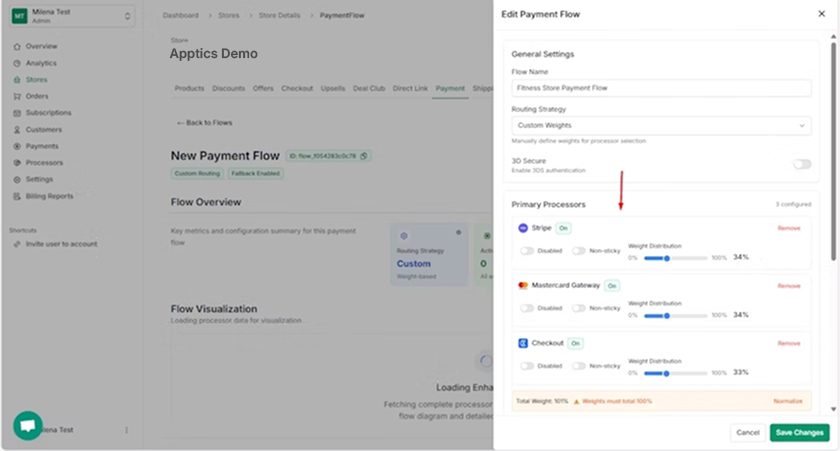 MT
Milena Test
Admin
Overview
Analytics
Stores
Orders
Subscriptions
Customers
Payments
Processors
Settings
Billing Reports
Shortcuts
Invite user to account
Milena Test
Dashboard > Stores > Store Details > PaymentFlow
Store
Apptics Demo
Products Discounts Offers Checkout Upsells Deal Club Direct Link Payment Shippi
← Back to Flows
New Payment Flow
Custom Routing Fallback Enabled
Flow Overview
Key metrics and configuration summary for this payment
flow
Routing Strategy
Custom
Weight-based
0
Flow Visualization
Loading processor data for visualization
Loading Enha
Fetching complete processor
flow diagram and detailed
Edit Payment Flow
General Settings
Flow Name
Fitness Store Payment Flow
Routing Strategy
Custom Weights
Manually define weights for processor selection
3D Secure
Enable 3DS authentication
Primary Processors 3 configured
Stripe On Remove
Disabled Non-sticky Weight Distribution
0% 100% 34%
Mastercard Gateway On Remove
Disabled Non-sticky Weight Distribution
0% 100% 34%
Checkout On Remove
Disabled Non-sticky Weight Distribution
0% 100% 33%
Total Weight: 101% Weights must total 100% Normalize
Cancel Save Changes